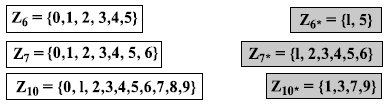 Z6 = {0,1, 2, 3,4,5}
Z6* = {l, 5}
Z7 = {0,1, 2, 3,4, 5, 6}
Z7* = {l, 2,3,4,5,6}
Z10 = {0, l, 2,3,4,5,6,7,8,9}
Z10* = {1,3,7,9}